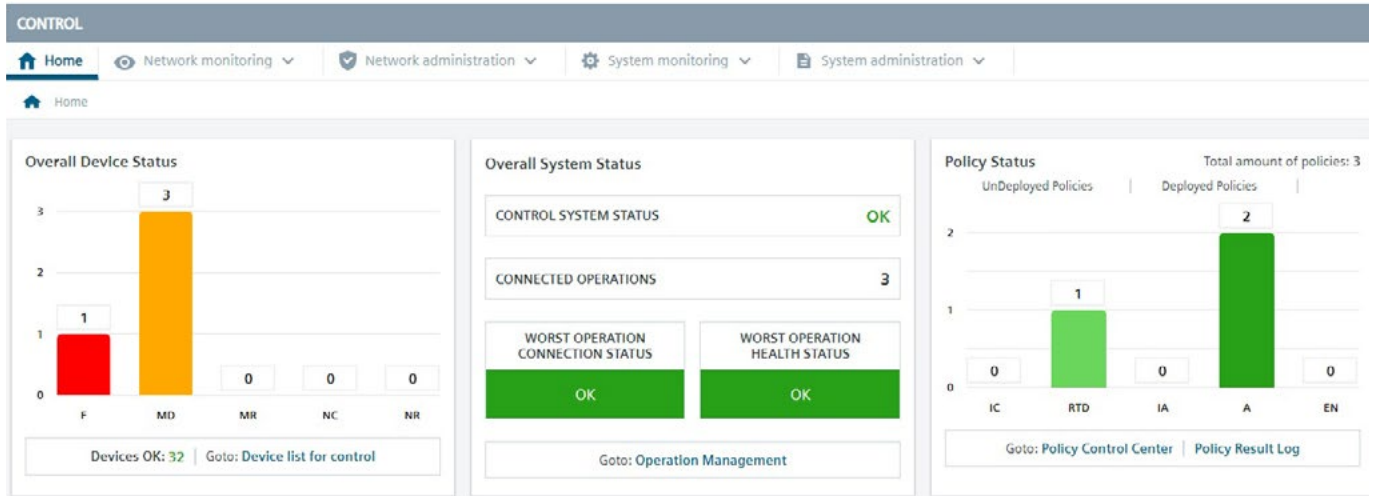 CONTROL
Home Network monitoring Network administration System monitoring System administration
Home
Overall Device Status
3
3
2
1
1
0 0 0
0
F MD MR NC NR
Devices OK: 32 | Goto: Device list for control
Overall System Status
CONTROL SYSTEM STATUS OK
CONNECTED OPERATIONS 3
WORST OPERATION CONNECTION STATUS
OK
WORST OPERATION HEALTH STATUS
OK
Goto: Operation Management
Policy Status Total amount of policies: 3
UnDeployed Policies | Deployed Policies |
2
2
1
1
0 0 0
0
IC RTD IA A EN
Goto: Policy Control Center | Policy Result Log